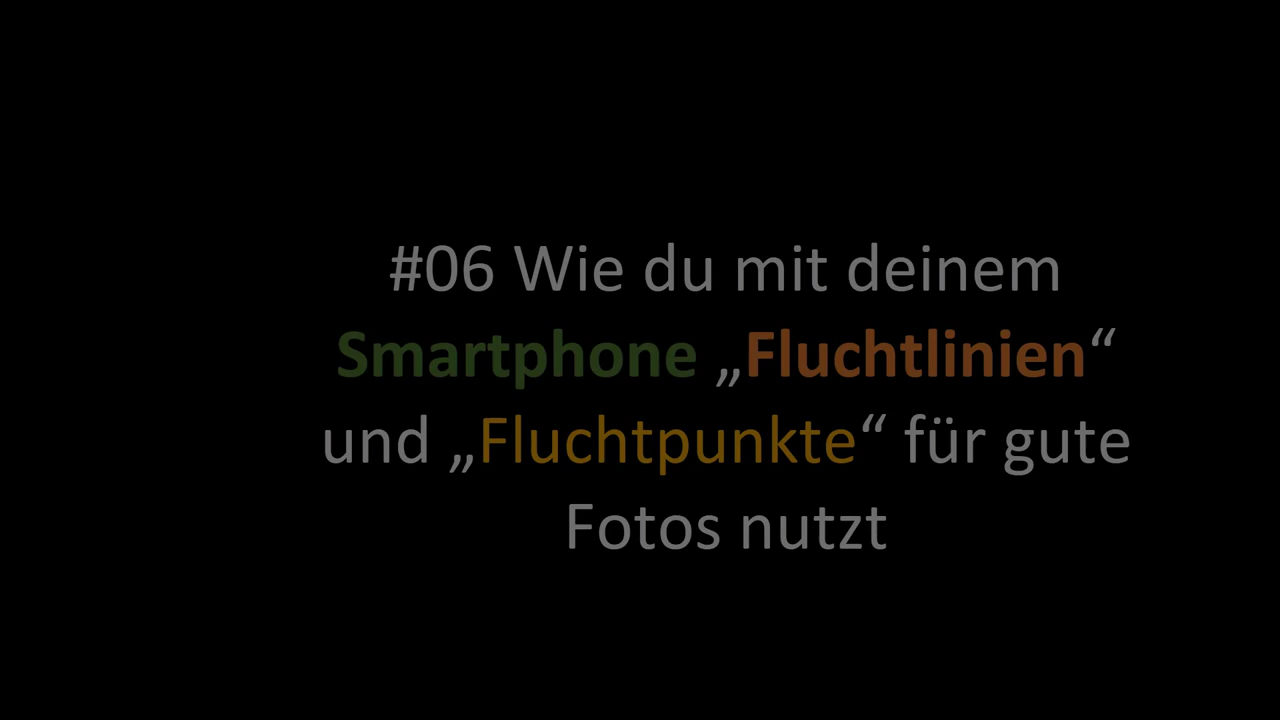 #06 Wie du mit deinem
Smartphone „Fluchtlinien“
und „Fluchtpunkte“ für gute
Fotos nutzt